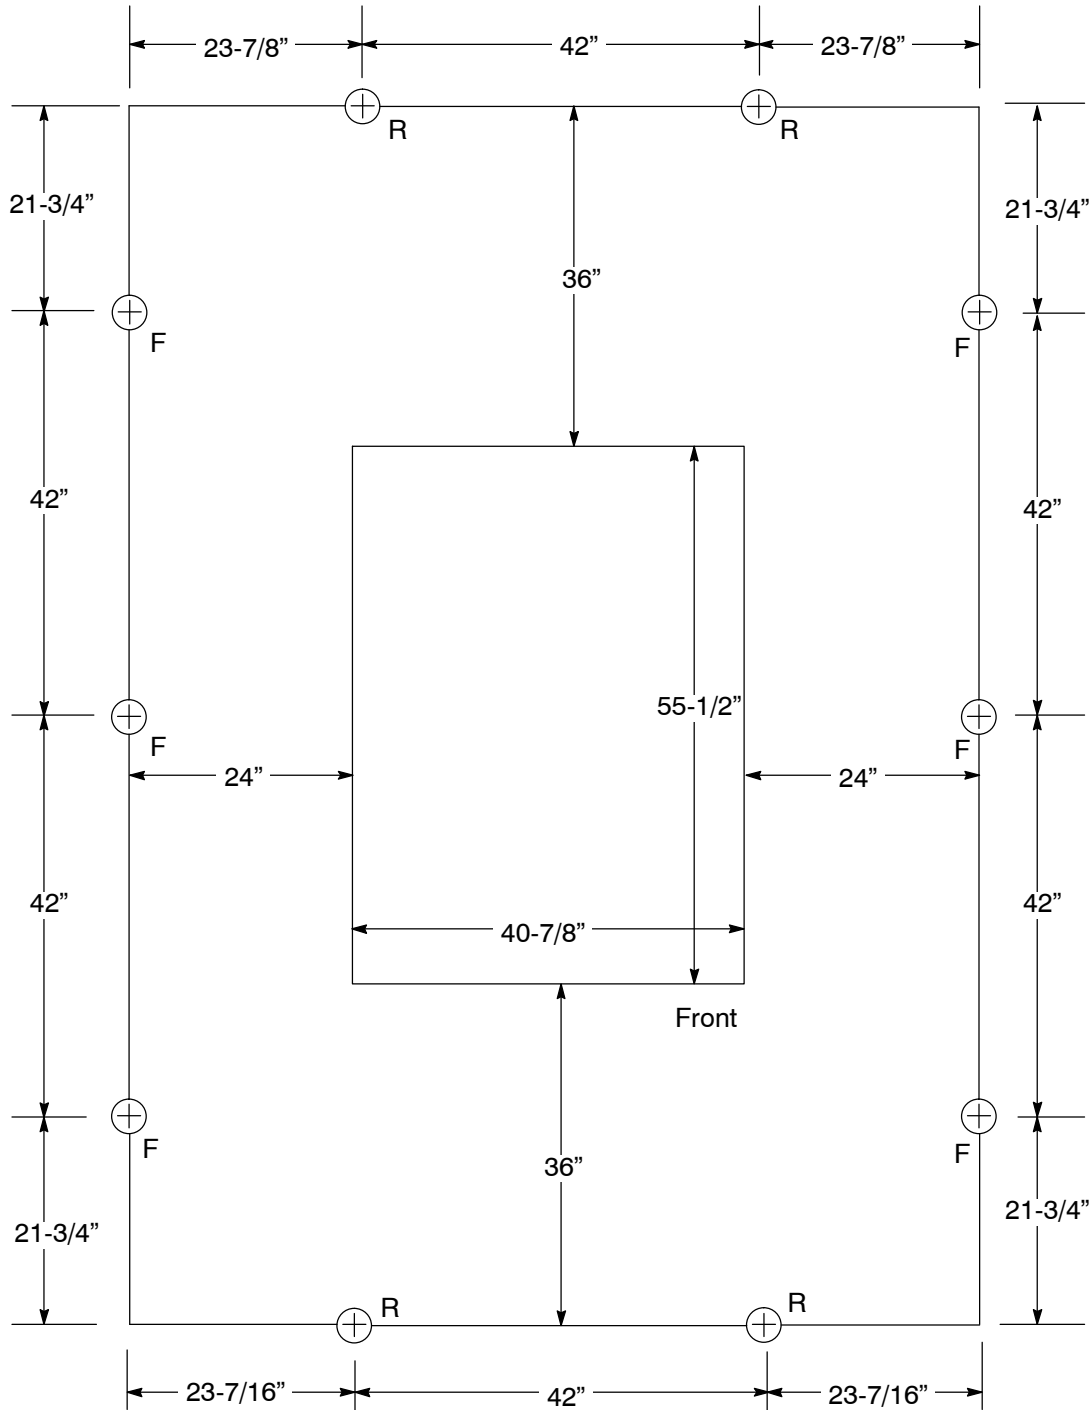 23-7/8” 42” 23-7/8”
R R
21-3/4” 21-3/4”
36”
F F
42” 42”
55-1/2”
F F
24” 24”
42” 42”
40-7/8”
Front
F F
36”
21-3/4” 21-3/4”
R R
23-7/16” 42” 23-7/16”